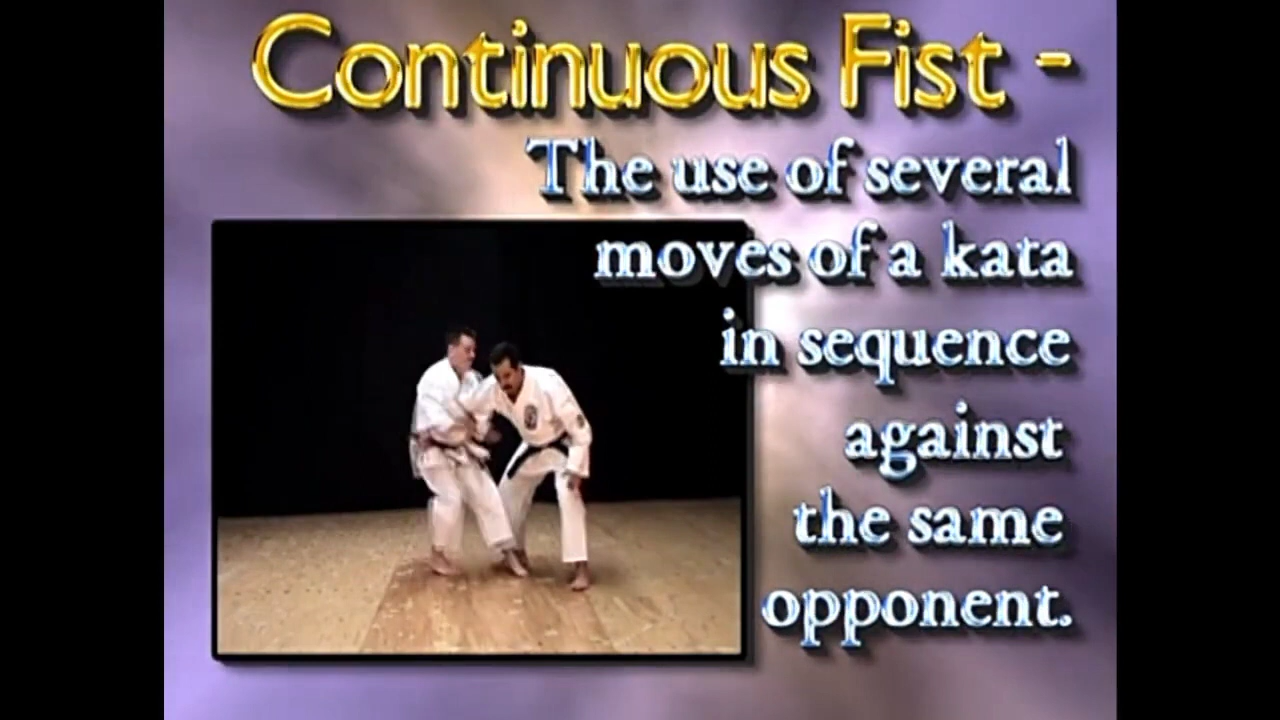 Continuous Fist -
The use of several
moves of a kata
in sequence
against
the same
opponent.